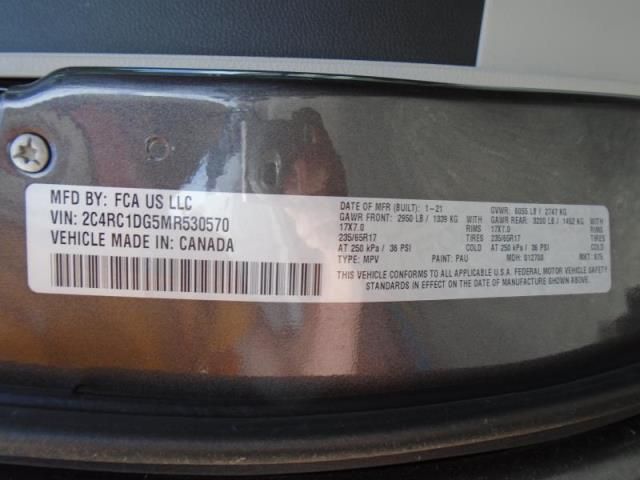 MFD BY: FCA US LLC
VIN: 2C4RC1DG5MR530570
VEHICLE MADE IN: CANADA
DATE OF MFR (BUILT): 1-21 GVWR: 6055 LB / 2747 KG
GAWR FRONT: 2950 LB / 1339 KG GAWR REAR: 3200 LB / 1452 KG
17X7.0 RIMS 17X7.0 RIMS
235/65R17 TIRES 235/65R17 TIRES
AT 250 kPa / 36 PSI COLD AT 250 kPa / 36 PSI COLD
TYPE: MPV PAINT: PAU MDH: 012708 MKT:
THIS VEHICLE CONFORMS TO ALL APPLICABLE U.S.A. FEDERAL MOTOR VEHICLE SAFETY
STANDARDS IN EFFECT ON THE DATE OF MANUFACTURE SHOWN ABOVE.